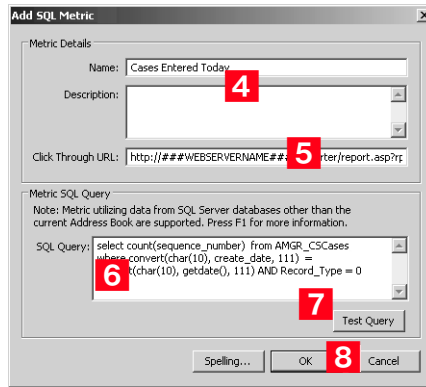 Add SQL Metric
Metric Details
Name: Cases Entered Today
4
Description:
5
Click Through URL: http://###WEBSERVERNAME### rter/report.asp?rp
Metric SQL Query
Note: Metric utilizing data from SQL Server databases other than the
current Address Book are supported. Press F1 for more information.
SQL Query: select count(sequence_number) from AMGR_CSCases
where convert(char(10), create_date, 111) =
6 t(char(10), getdate(), 111) AND Record_Type = 0
7
Test Query
Spelling... OK 8 Cancel